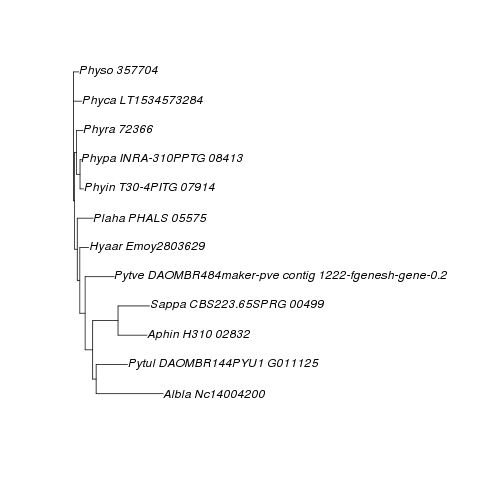 Physo 357704
Phyca LT1534573284
Phyra 72366
Phypa INRA-310PPTG 08413
Phyin T30-4PITG 07914
Plaha PHALS 05575
Hyaar Emoy2803629
Pytve DAOMBR484maker-pve contig 1222-fgenesh-gene-0.2
Sappa CBS223.65SPRG 00499
Aphin H310 02832
Pytul DAOMBR144PYU1 G011125
Albla Nc14004200